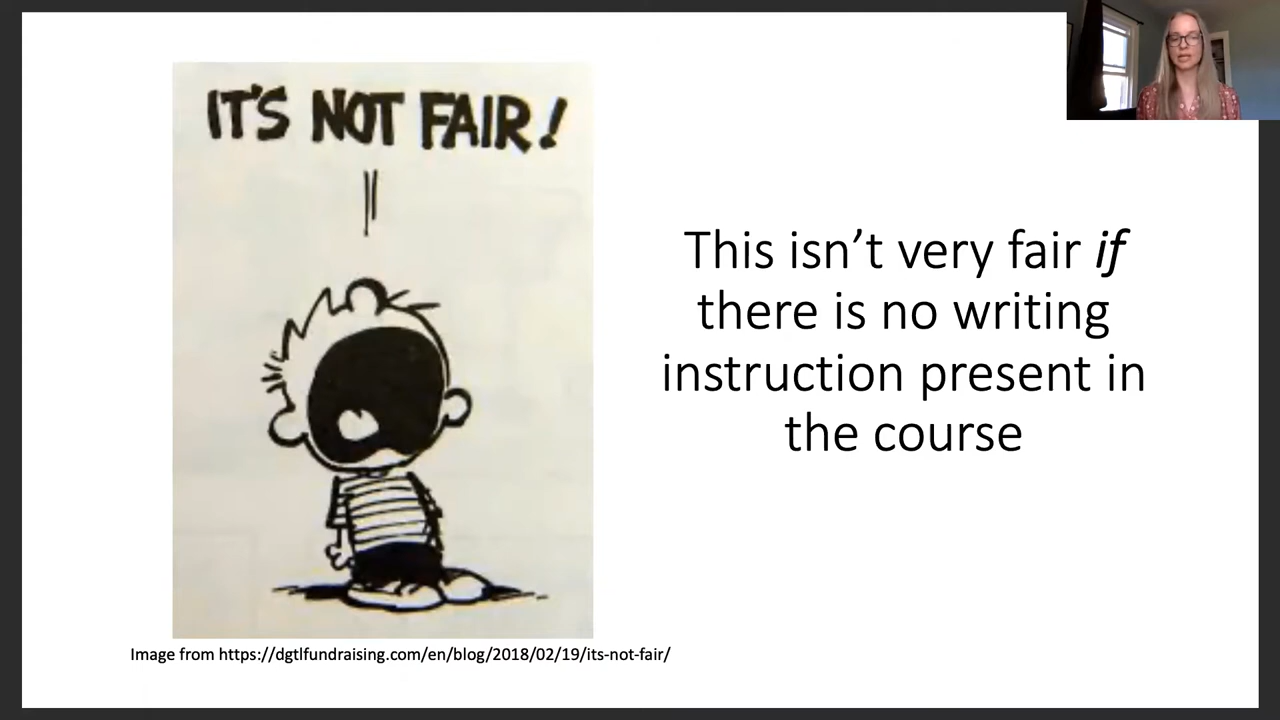 IT'S NOT FAIR!
This isn’t very fair if
there is no writing
instruction present in
the course
Image from https://dgtlfundraising.com/en/blog/2018/02/19/its-not-fair/